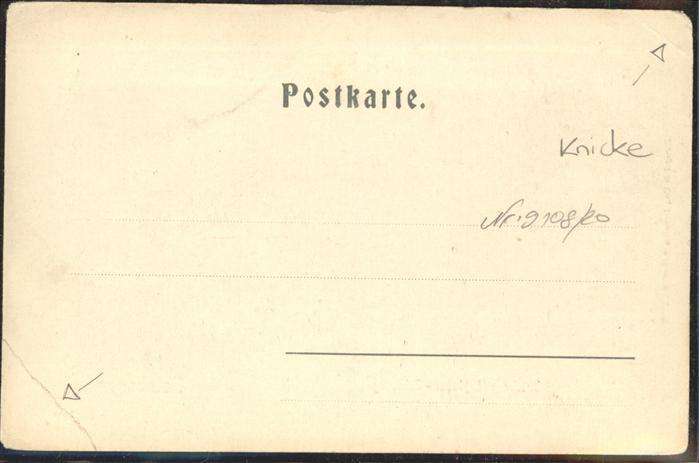 Postkarte.
Knicke
Nr. 9108/20